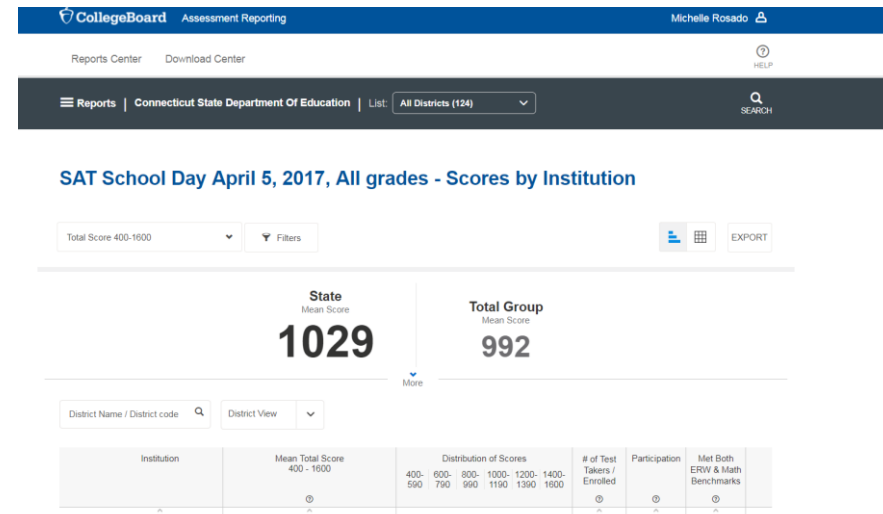 CollegeBoard Assessment Reporting Michelle Rosado
Reports Center Download Center
HELP
Reports | Connecticut State Department Of Education | List: All Districts (124)
SEARCH
SAT School Day April 5, 2017, All grades - Scores by Institution
Total Score 400-1600 Filters EXPORT
State
Mean Score
1029
Total Group
Mean Score
992
More
District Name / District code District View
Institution
Mean Total Score
400 - 1600
Distribution of Scores
400-590 600-790 800-990 1000-1190 1200-1390 1400-1600
# of Test
Takers /
Enrolled
Participation
Met Both
ERW & Math
Benchmarks